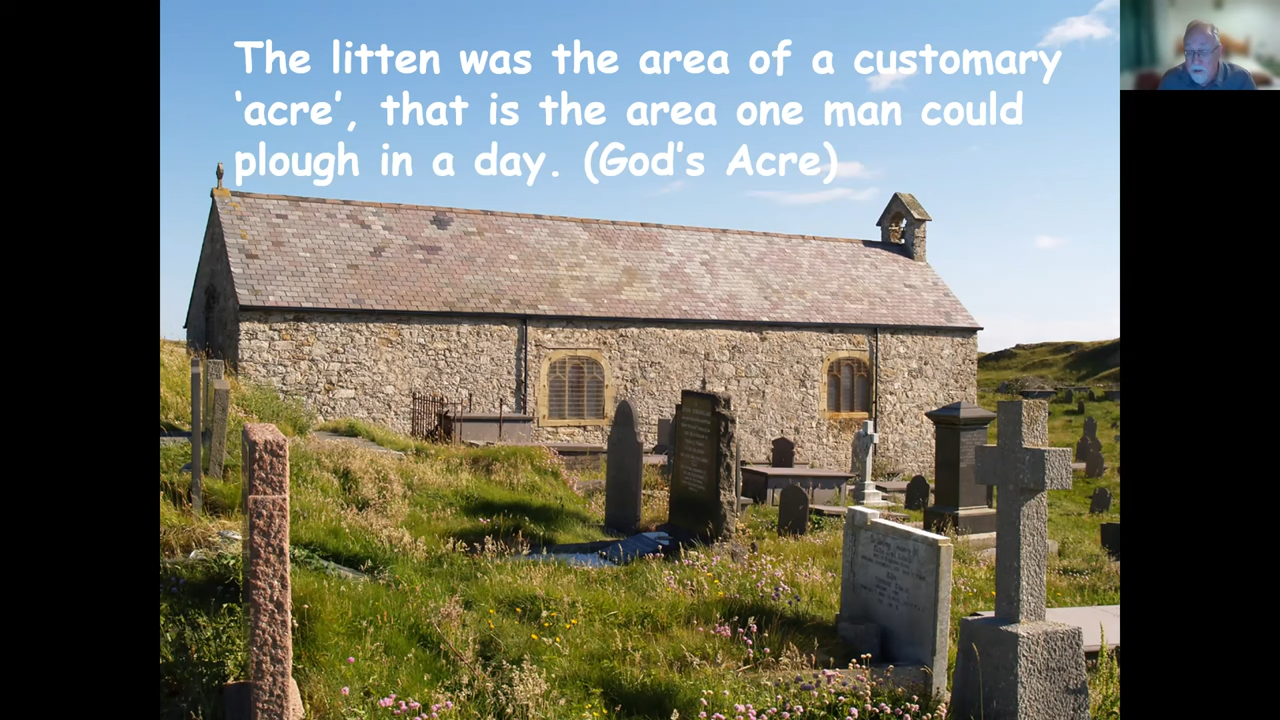 The litten was the area of a customary
‘acre’, that is the area one man could
plough in a day. (God’s Acre)